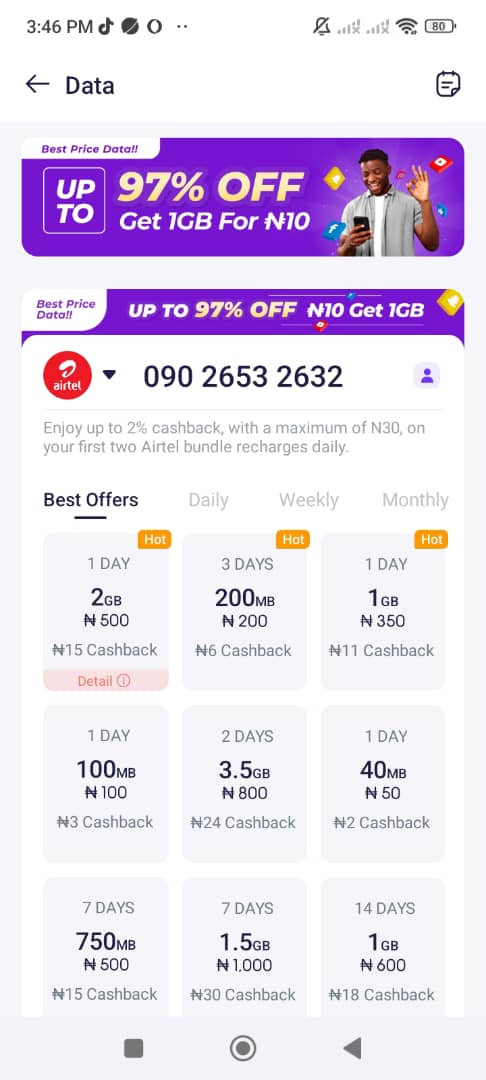 3:46 PM
80
Data
Best Price Data!!
UP TO
97% OFF
Get 1GB For ₦10
Best Price Data!!
UP TO 97% OFF ₦10 Get 1GB
airtel
090 2653 2632
Enjoy up to 2% cashback, with a maximum of N30, on
your first two Airtel bundle recharges daily.
Best Offers Daily Weekly Monthly
Hot Hot Hot
1 DAY 3 DAYS 1 DAY
2GB 200MB 1GB
₦500 ₦200 ₦350
₦15 Cashback ₦6 Cashback ₦11 Cashback
Detail
1 DAY 2 DAYS 1 DAY
100MB 3.5GB 40MB
₦100 ₦800 ₦50
₦3 Cashback ₦24 Cashback ₦2 Cashback
7 DAYS 7 DAYS 14 DAYS
750MB 1.5GB 1GB
₦500 ₦1,000 ₦600
₦15 Cashback ₦30 Cashback ₦18 Cashback